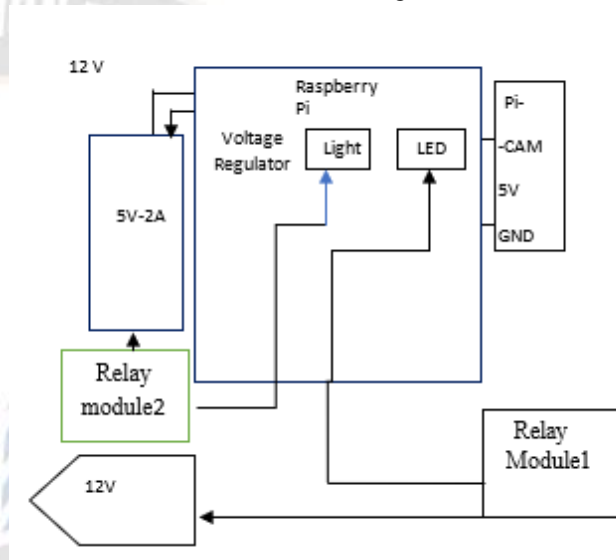 12 V
Raspberry
Pi
Voltage
Regulator
Light
LED
Pi-
-CAM
5V
GND
5V-2A
Relay
module2
Relay
Module1
12V